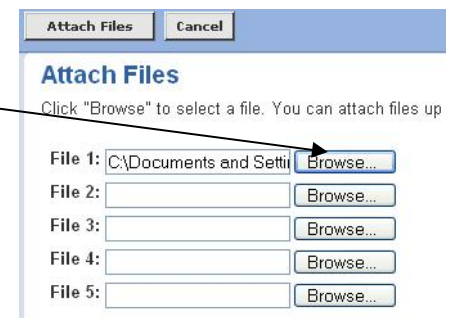 Attach Files Cancel
Attach Files
Click "Browse" to select a file. You can attach files up
File 1: C:\Documents and Settin Browse...
File 2: Browse...
File 3: Browse...
File 4: Browse...
File 5: Browse...